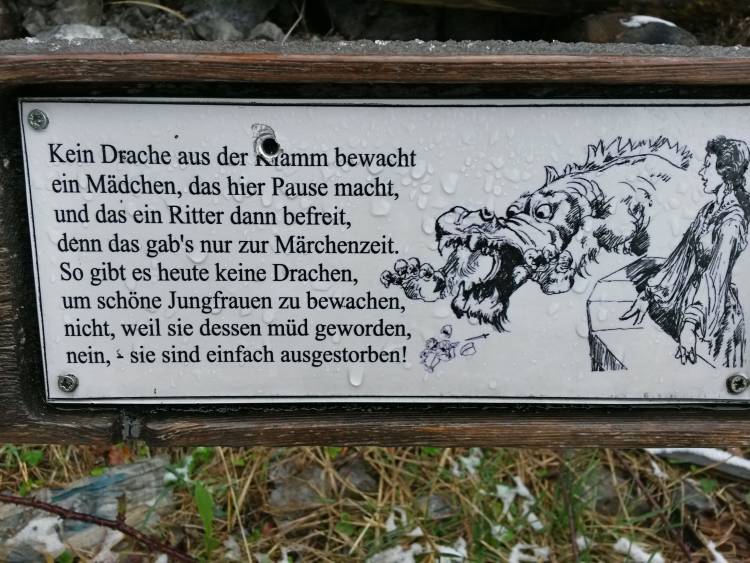 Kein Drache aus der Klamm bewacht
ein Mädchen, das hier Pause macht,
und das ein Ritter dann befreit,
denn das gab's nur zur Märchenzeit.
So gibt es heute keine Drachen,
um schöne Jungfrauen zu bewachen,
nicht, weil sie dessen müd geworden,
nein, sie sind einfach ausgestorben!